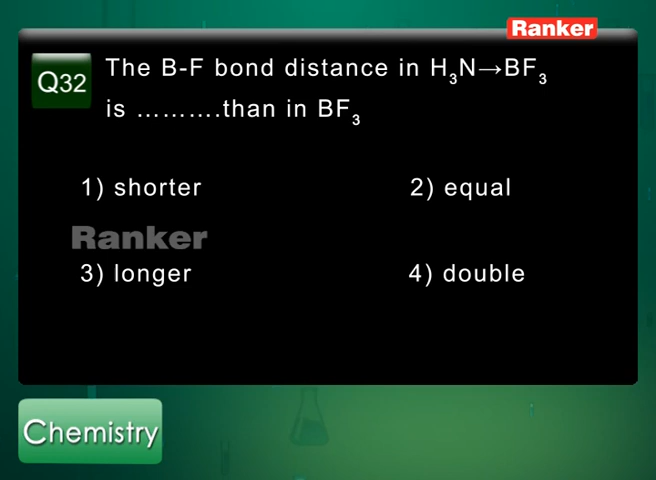 Ranker
Q32
The B-F bond distance in H₃N→BF₃
is ..........than in BF₃
1) shorter
2) equal
Ranker
3) longer
4) double
Chemistry